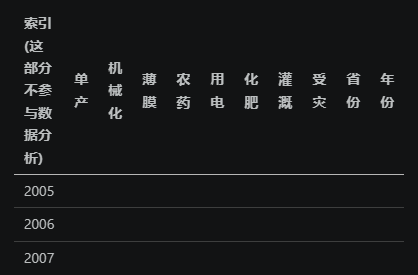 索引
(这
部分
不参
与数
据分
析)
单
产
机
械
化
薄
膜
农
药
用
电
化
肥
灌
溉
受
灾
省
份
年
份
2005
2006
2007